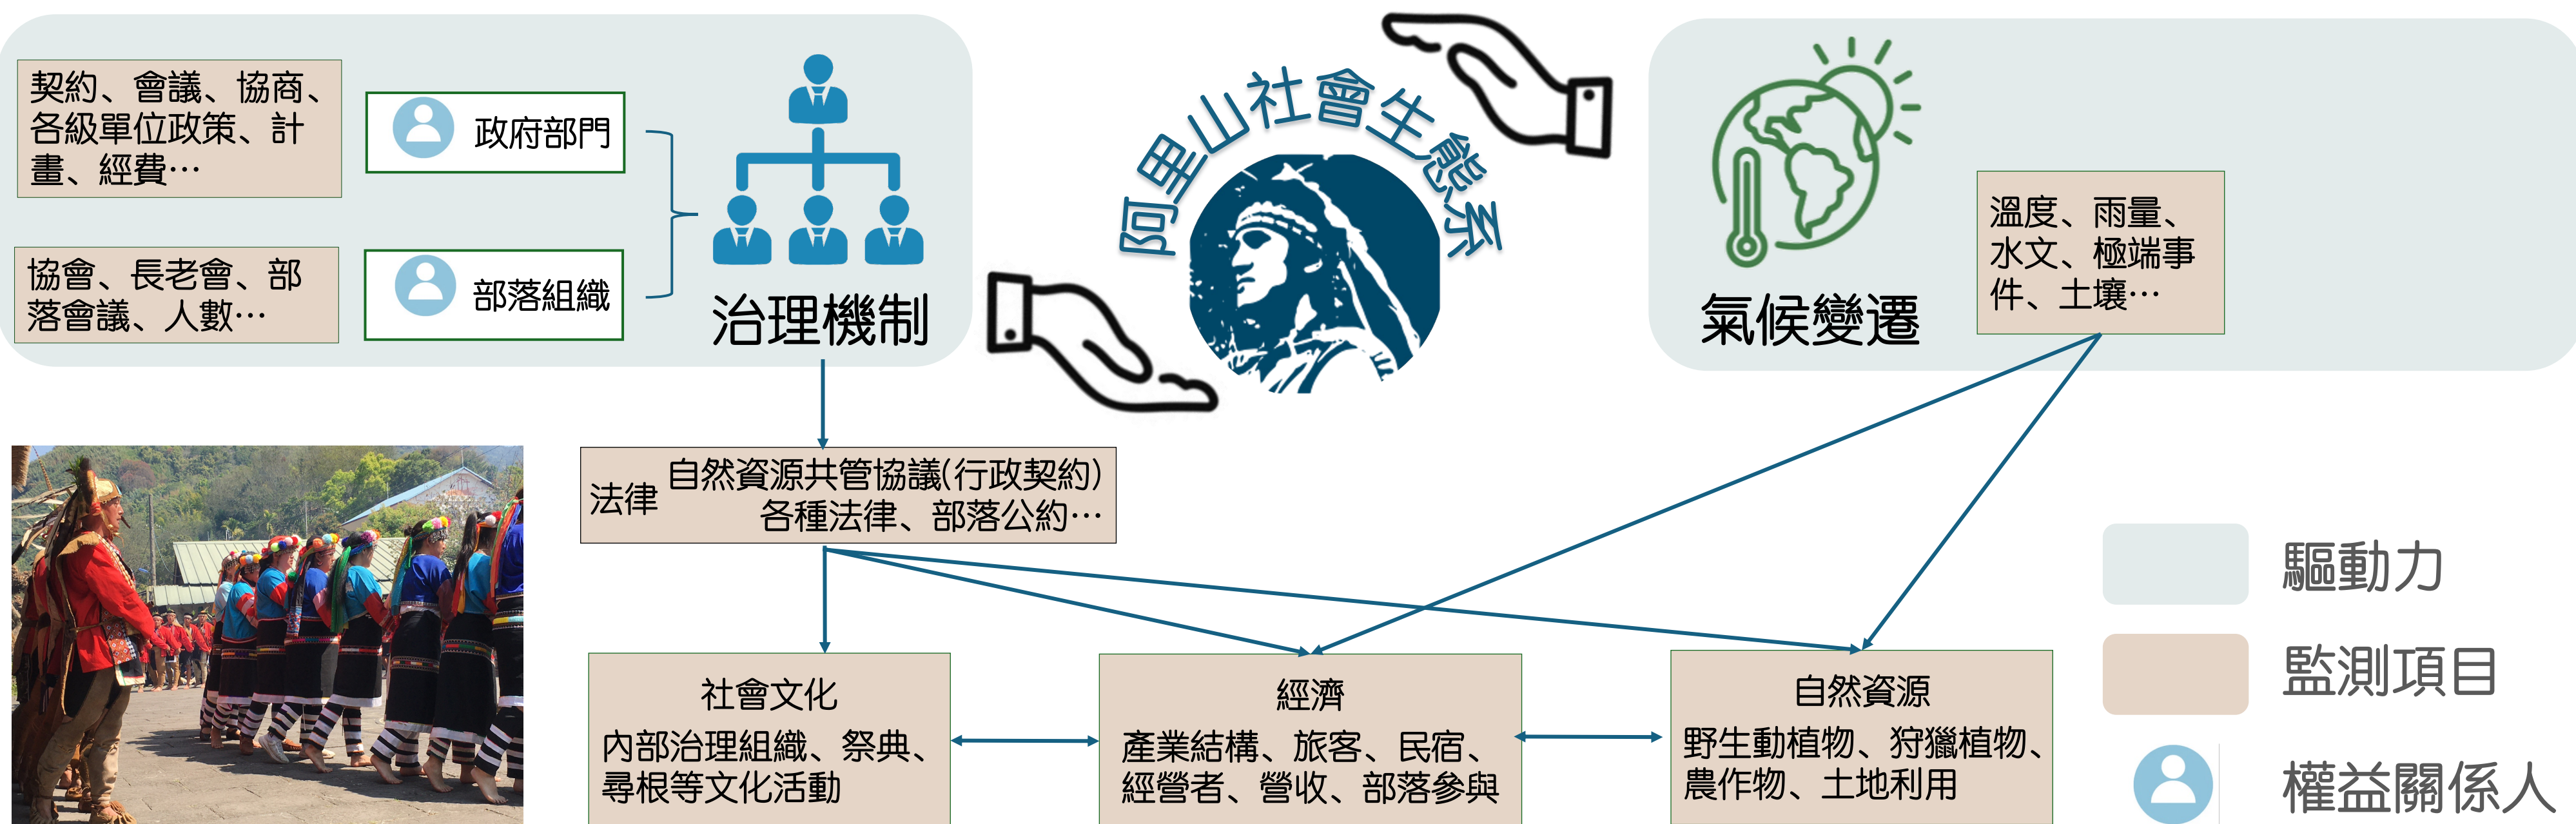 契約、會議、協商、
各級單位政策、計
畫、經費…
政府部門
協會、長老會、部
落會議、人數…
部落組織
治理機制
阿里山社會生態系
氣候變遷
溫度、雨量、
水文、極端事
件、土壤…
法律
自然資源共管協議(行政契約)
各種法律、部落公約…
社會文化
內部治理組織、祭典、
尋根等文化活動
經濟
產業結構、旅客、民宿、
經營者、營收、部落參與
自然資源
野生動植物、狩獵植物、
農作物、土地利用
驅動力
監測項目
權益關係人